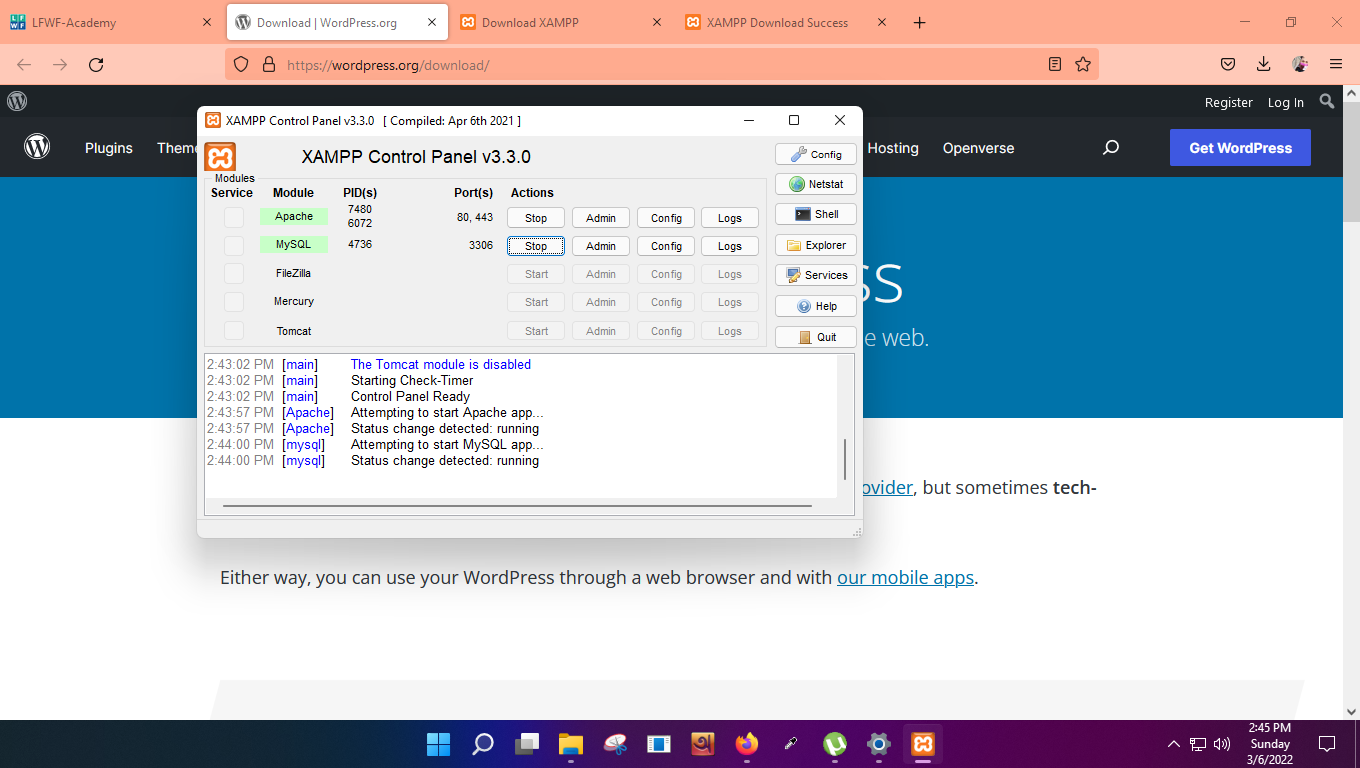 LFWF-Academy
Download | WordPress.org
Download XAMPP
XAMPP Download Success
https://wordpress.org/download/
Register Log In
XAMPP Control Panel v3.3.0 [ Compiled: Apr 6th 2021 ]
Plugins Theme Hosting Openverse Get WordPress
XAMPP Control Panel v3.3.0 Config
Modules
Service Module PID(s) Port(s) Actions Netstat
Apache 7480 6072 80, 443 Stop Admin Config Logs Shell
MySQL 4736 3306 Stop Admin Config Logs Explorer
FileZilla Start Admin Config Logs Services
Mercury Start Admin Config Logs Help
Tomcat Start Admin Config Logs Quit
ss
e web.
2:43:02 PM [main] The Tomcat module is disabled
2:43:02 PM [main] Starting Check-Timer
2:43:02 PM [main] Control Panel Ready
2:43:57 PM [Apache] Attempting to start Apache app...
2:43:57 PM [Apache] Status change detected: running
2:44:00 PM [mysql] Attempting to start MySQL app...
2:44:00 PM [mysql] Status change detected: running
ovider, but sometimes tech-
Either way, you can use your WordPress through a web browser and with our mobile apps.
2:45 PM
Sunday
3/6/2022